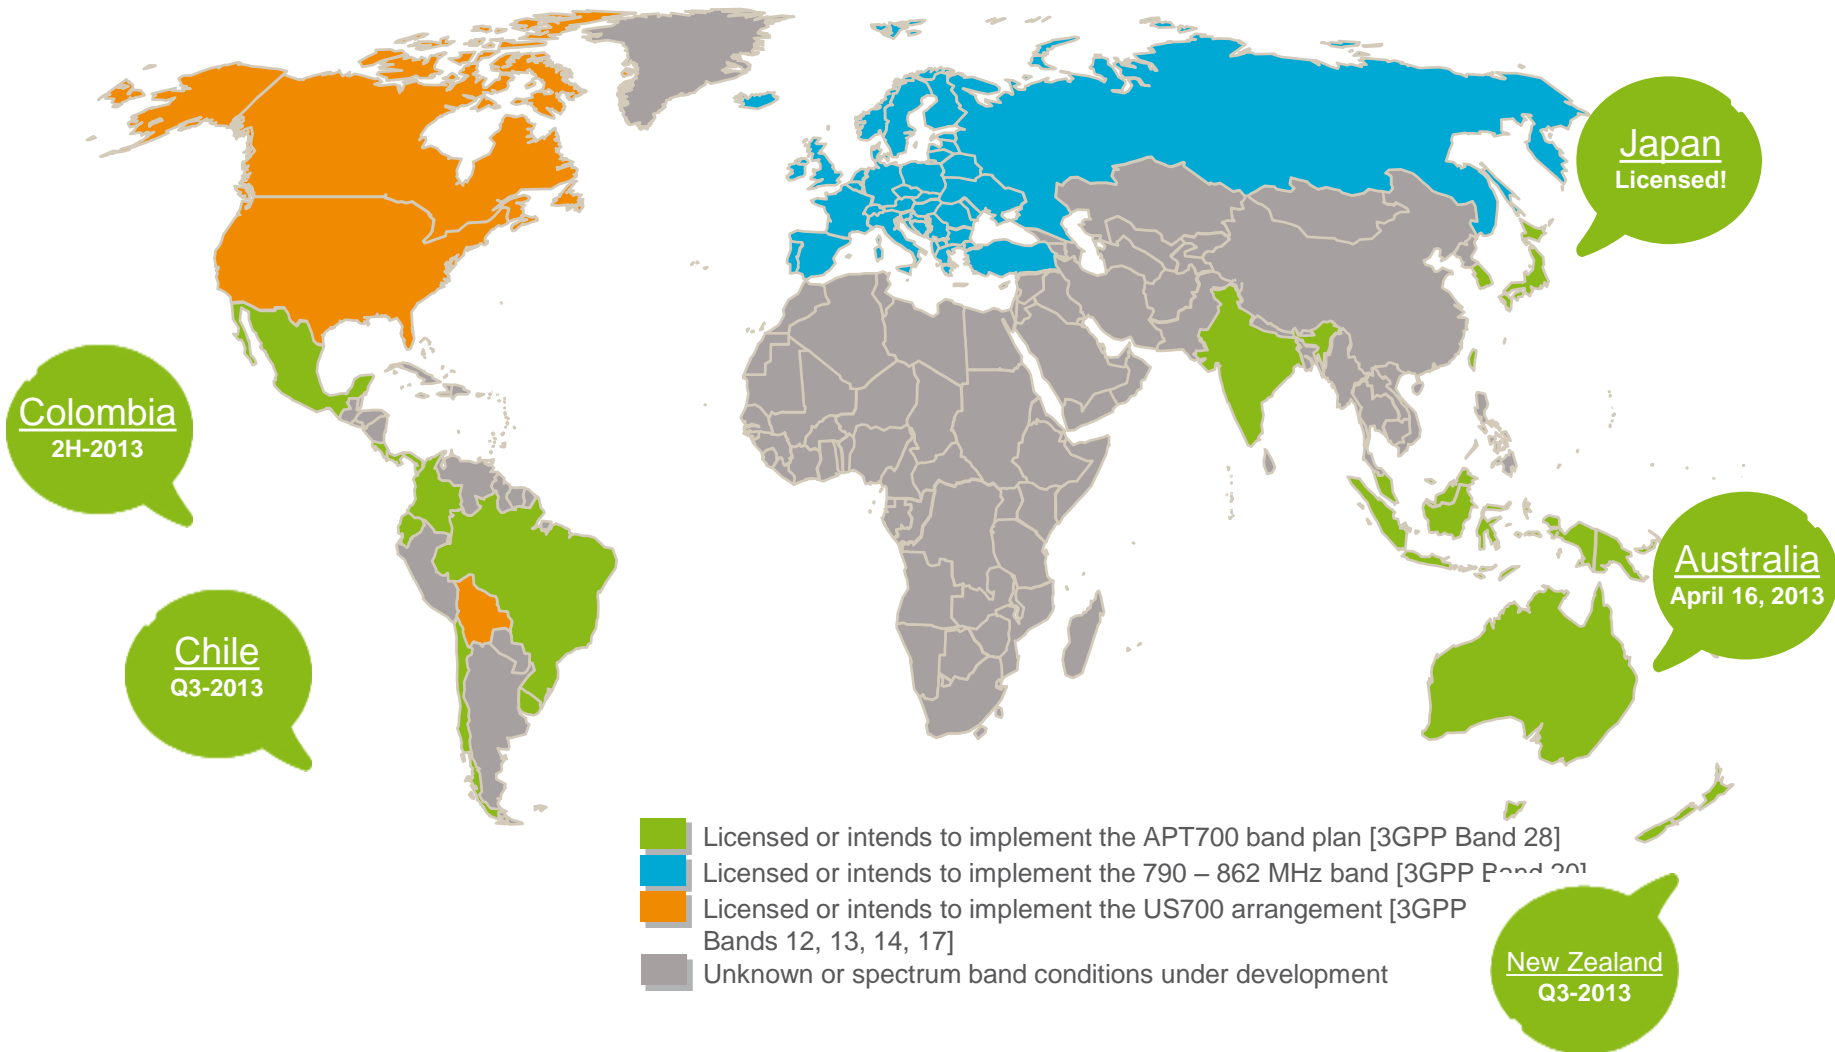 Japan
Licensed!
Colombia
2H-2013
Australia
April 16, 2013
Chile
Q3-2013
Licensed or intends to implement the APT700 band plan [3GPP Band 28]
Licensed or intends to implement the 790 – 862 MHz band [3GPP Band 20]
Licensed or intends to implement the US700 arrangement [3GPP
Bands 12, 13, 14, 17]
Unknown or spectrum band conditions under development
New Zealand
Q3-2013